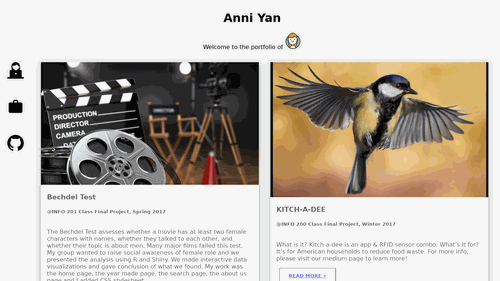 Anni Yan
Welcome to the portfolio of
PRODUCTION
DIRECTOR
CAMERA
Bechdel Test
@INFO 201 Class Final Project, Spring 2017
The Bechdel Test assesses whether a movie has at least two female
characters with names, whether they talked to each other, and
whether their topic is about men. Many major films failed this test.
My group wanted to raise social awareness of female role and we
presented the analysis using R and Shiny. We made interactive data
visualizations and gave conclusion of what we found. My work was
the home page, the year made page, the search page, the about us
page and I added CSS stylesheet.
KITCH-A-DEE
@INFO 200 Class Final Project, Winter 2017
What is it? Kitch-a-dee is an app & RFID sensor combo. What's it for?
It's for American households to reduce food waste. For more info,
please visit our medium page to learn more!
READ MORE »